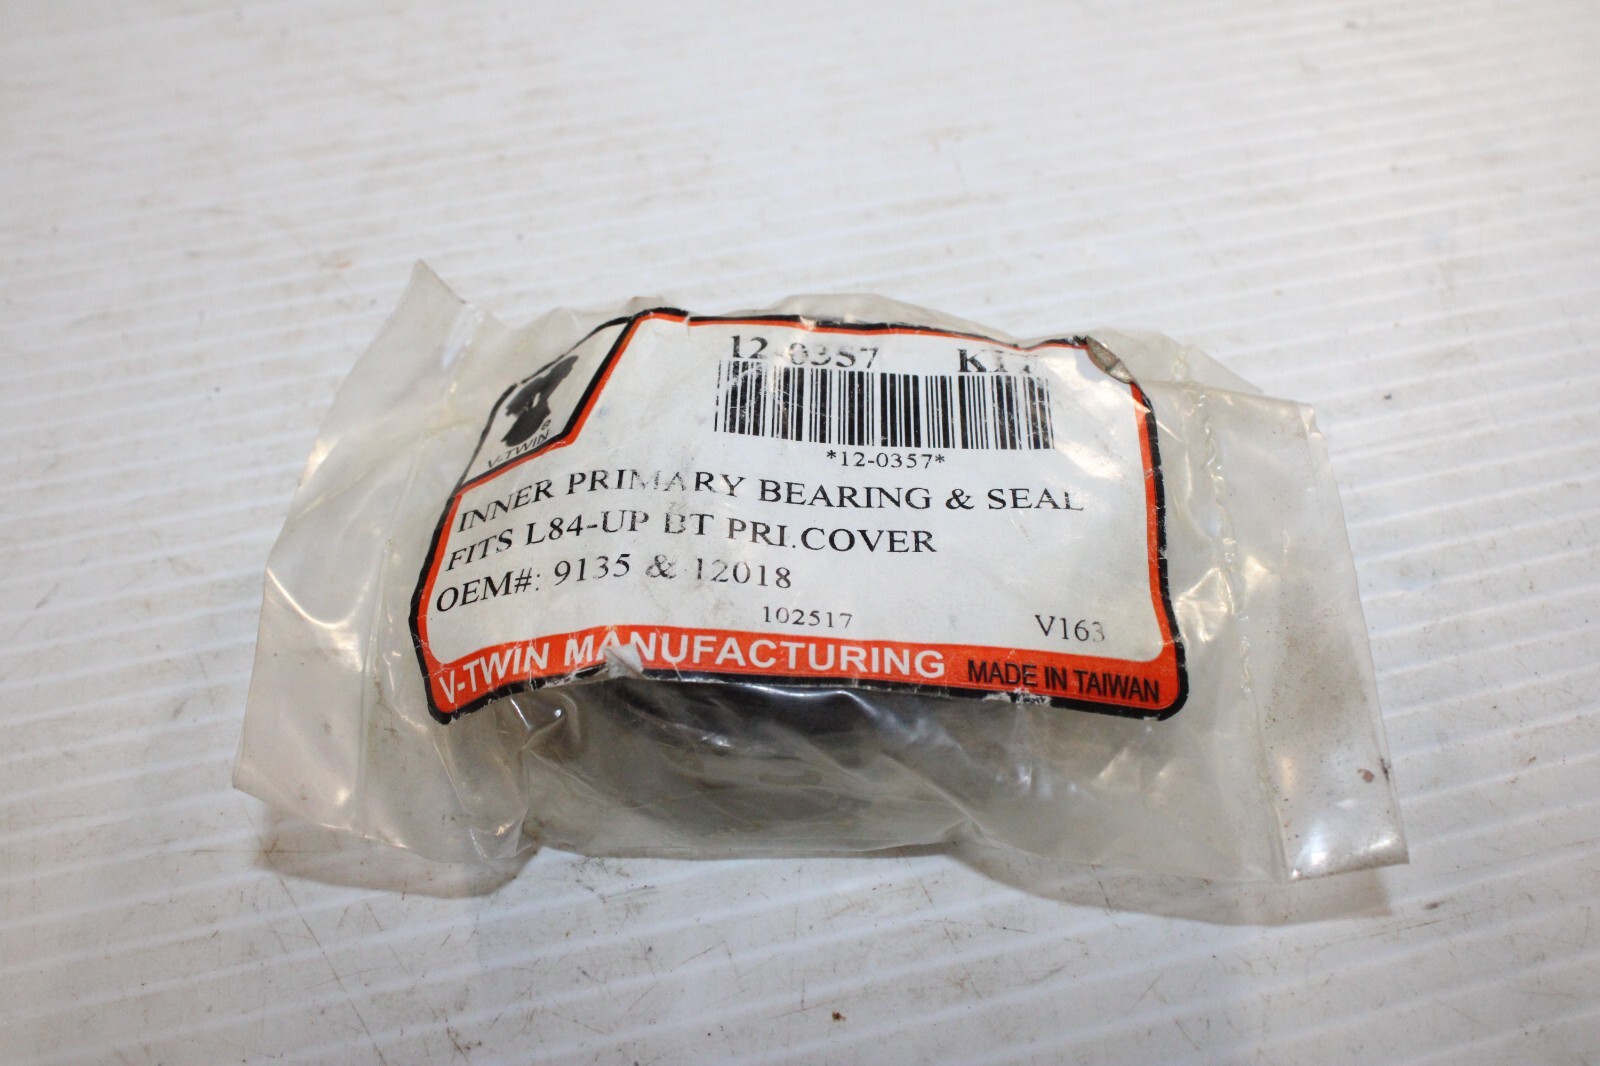 12-0357 KIT
*12-0357*
V-TWIN®
INNER PRIMARY BEARING & SEAL
FITS L84-UP BT PRI.COVER
OEM#: 9135 & 12018
102517 V163
V-TWIN MANUFACTURING MADE IN TAIWAN